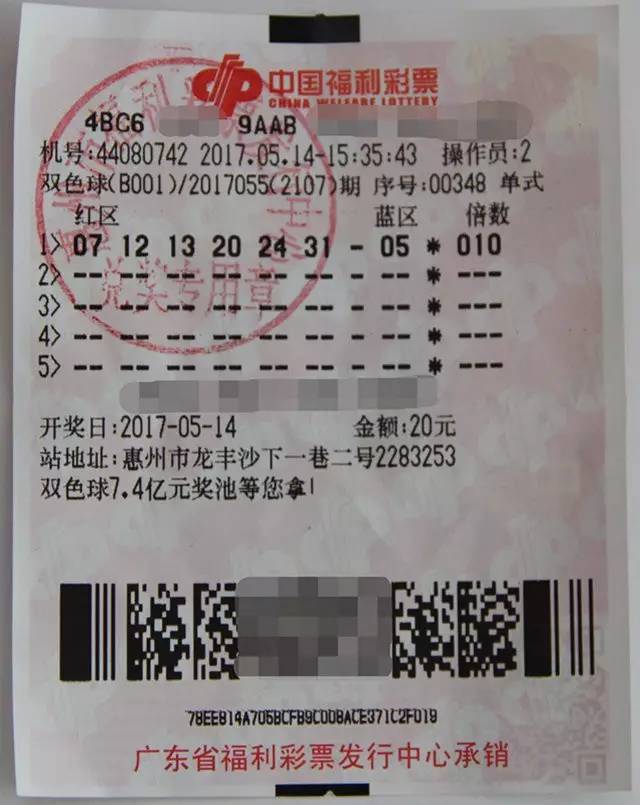 中国福利彩票
CHINA WELFARE LOTTERY
4BC6 9AAB
机号:44080742 2017.05.14-15:35:43 操作员:2
双色球(B001)/2017055(2107)期 序号:00348 单式
红区 蓝区 倍数
1> 07 12 13 20 24 31 - 05 * 010
2> -- -- -- -- -- -- - -- * ---
3> -- -- -- -- -- -- - -- * ---
4> -- -- -- -- -- -- - -- * ---
5> -- -- -- -- -- -- - -- * ---
兑奖专用章
开奖日:2017-05-14 金额:20元
站地址:惠州市龙丰沙下一巷二号2283253
双色球7.4亿元奖池等您拿!
78EE814A705BCFB9C008ACE371C2F019
广东省福利彩票发行中心承销